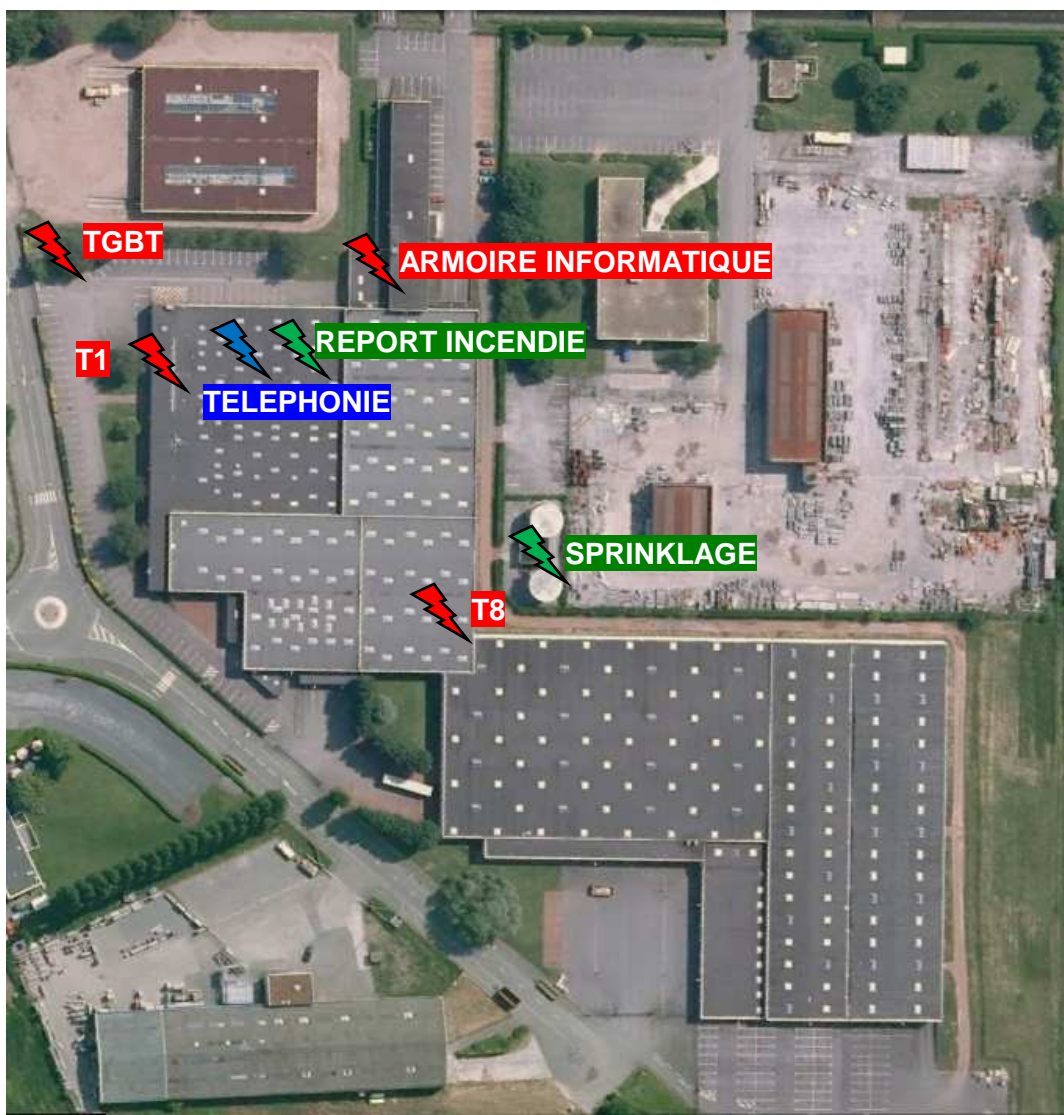 TGBT
ARMOIRE INFORMATIQUE
REPORT INCENDIE
T1
TELEPHONIE
SPRINKLAGE
T8